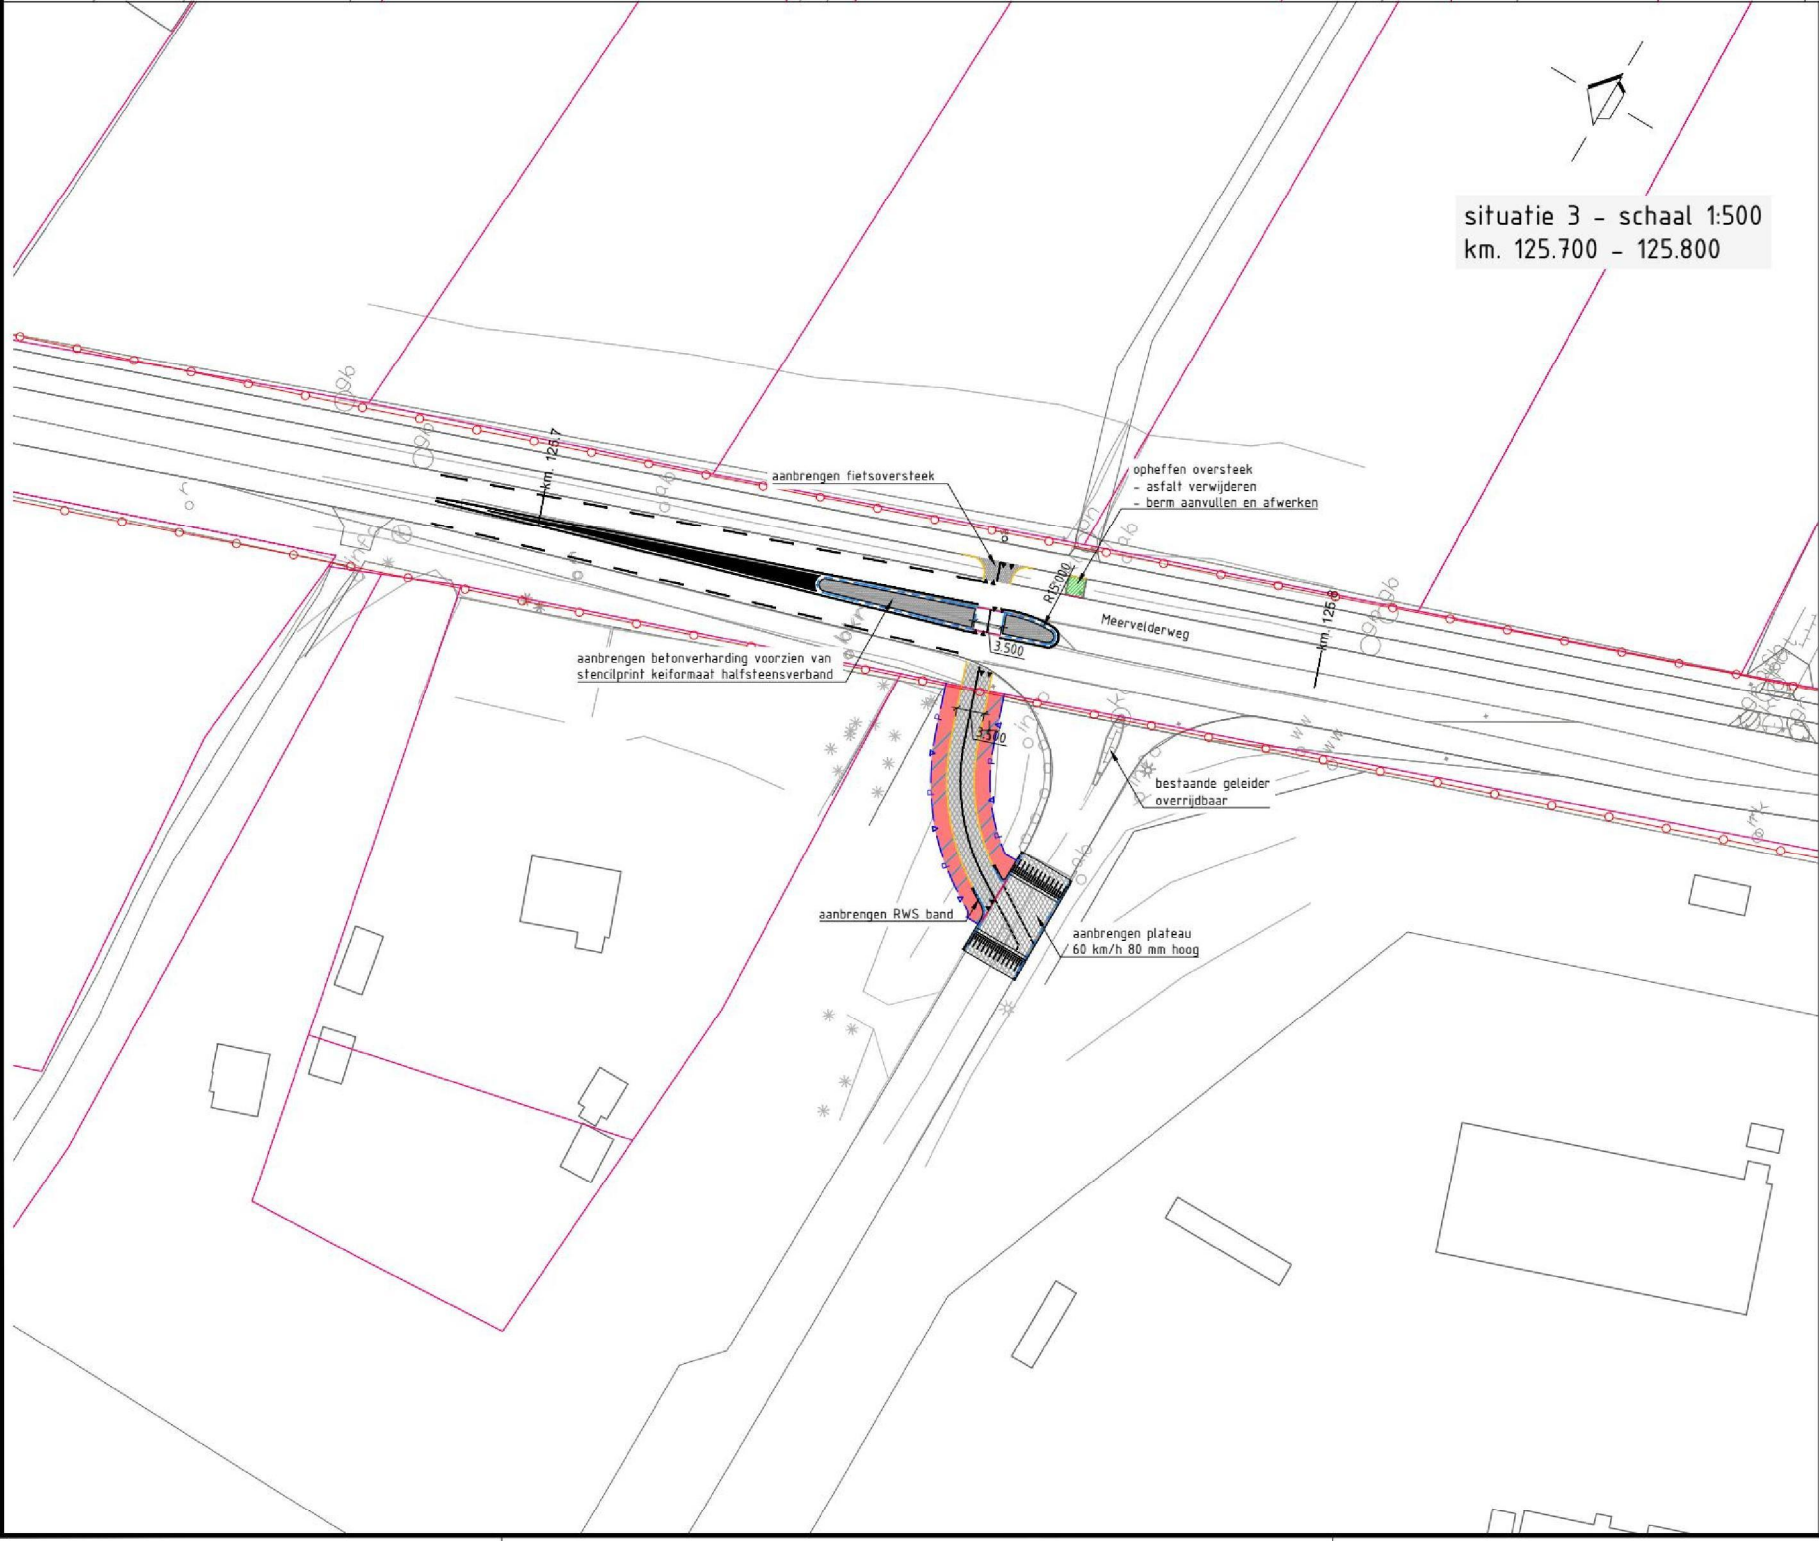 situatie 3 - schaal 1:500
km. 125.700 - 125.800
gb
gb
km. 125.7
aanbrengen fietsoversteek
opheffen oversteek
- asfalt verwijderen
- berm aanvullen en afwerken
R15.000
Meervelderweg
km. 125.8
3.500
aanbrengen betonverharding voorzien van
stencilprint keiformaat halfsteensverband
3.500
bestaande geleider
overrijdbaar
aanbrengen RWS band
aanbrengen plateau
60 km/h 80 mm hoog